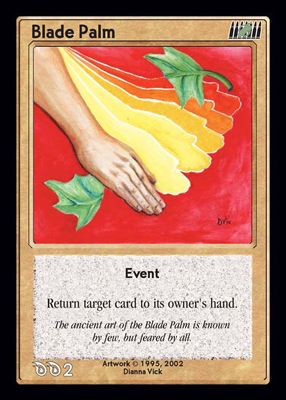 Blade Palm
Event
Return target card to its owner's hand.
The ancient art of the Blade Palm is known
by few, but feared by all.
2
Artwork © 1995, 2002
Dianna Vick